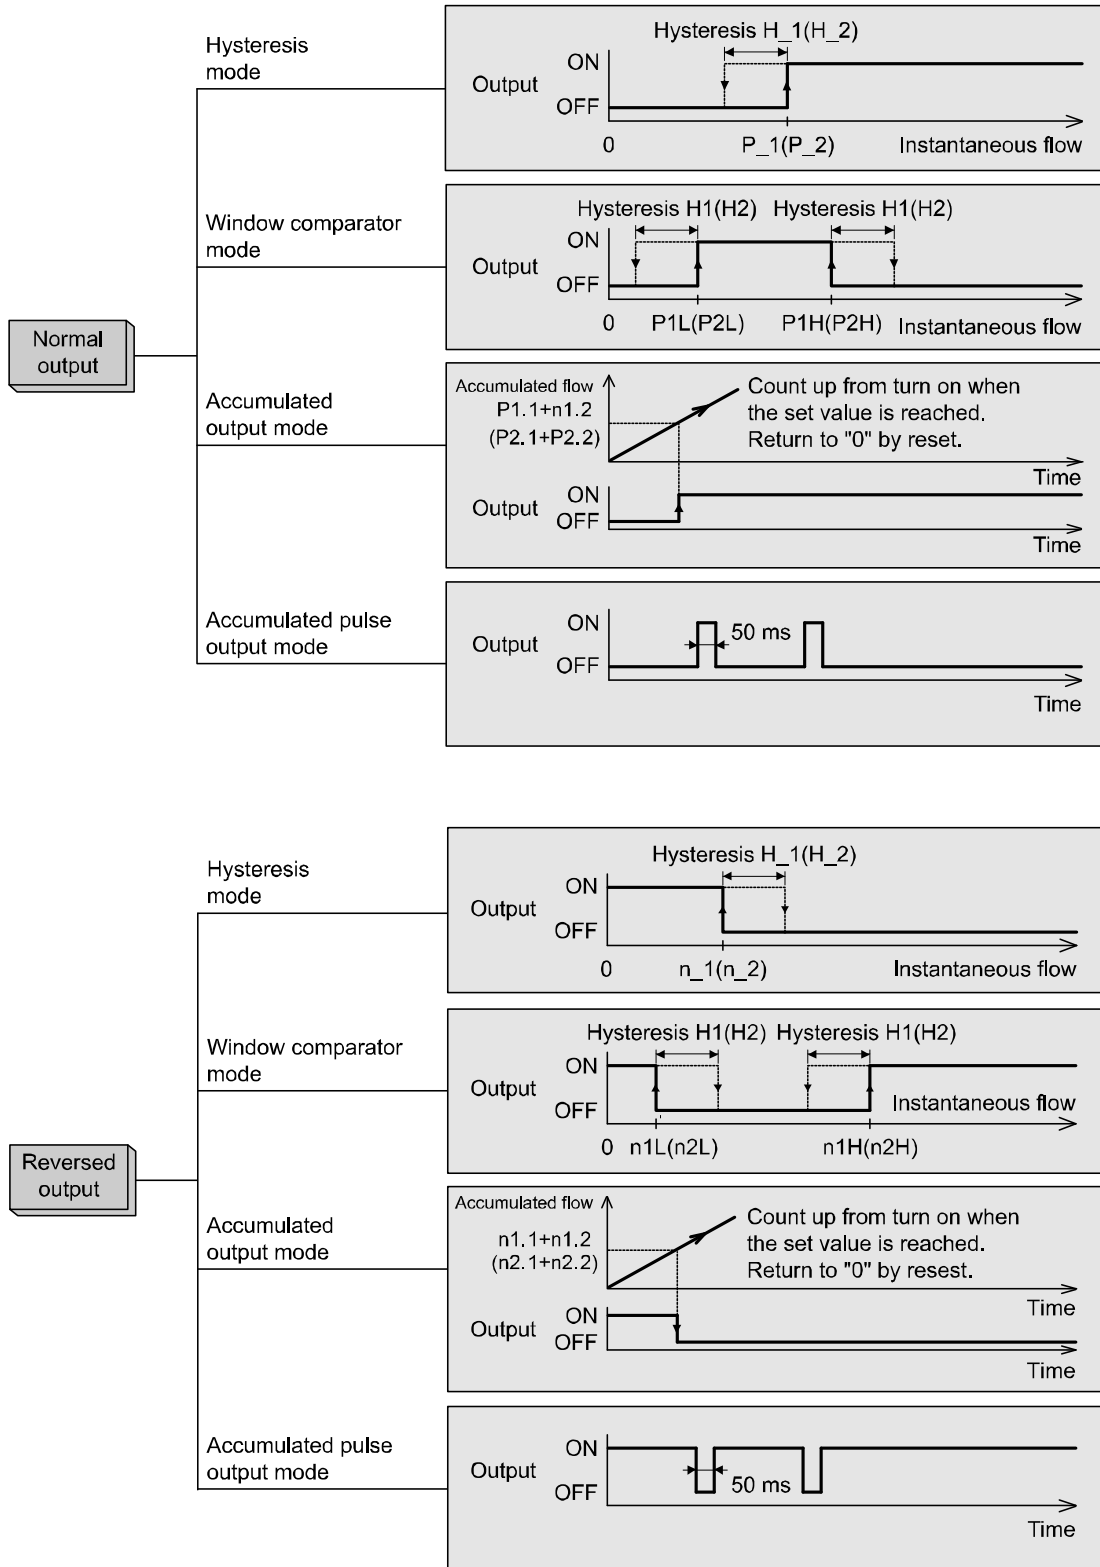 Normal
output
Hysteresis
mode
Hysteresis H_1(H_2)
Output
ON
OFF
0
P_1(P_2)
Instantaneous flow
Window comparator
mode
Hysteresis H1(H2)
Hysteresis H1(H2)
Output
ON
OFF
0
P1L(P2L)
P1H(P2H)
Instantaneous flow
Accumulated
output mode
Accumulated flow
P1.1+n1.2
(P2.1+P2.2)
Count up from turn on when
the set value is reached.
Return to "0" by reset.
Time
Output
ON
OFF
Time
Accumulated pulse
output mode
Output
ON
OFF
50 ms
Time
Reversed
output
Hysteresis
mode
Hysteresis H_1(H_2)
Output
ON
OFF
0
n_1(n_2)
Instantaneous flow
Window comparator
mode
Hysteresis H1(H2)
Hysteresis H1(H2)
Output
ON
OFF
Instantaneous flow
0
n1L(n2L)
n1H(n2H)
Accumulated
output mode
Accumulated flow
n1.1+n1.2
(n2.1+n2.2)
Count up from turn on when
the set value is reached.
Return to "0" by resest.
Time
Output
ON
OFF
Time
Accumulated pulse
output mode
Output
ON
OFF
50 ms
Time